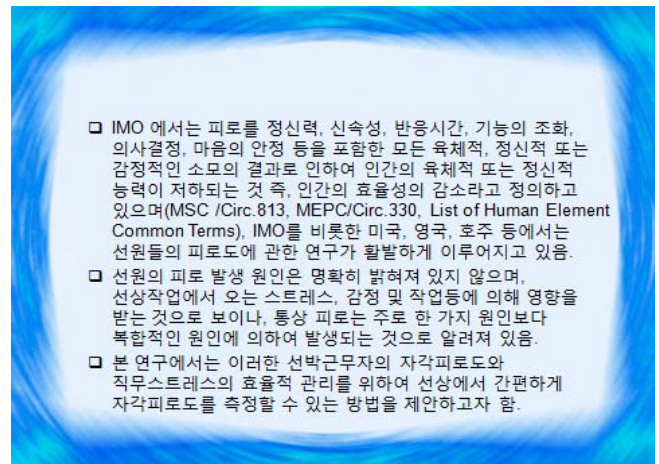 ❑ IMO 에서는 피로를 정신력, 신속성, 반응시간, 기능의 조화,
의사결정, 마음의 안정 등을 포함한 모든 육체적, 정신적 또는
감정적인 소모의 결과로 인하여 인간의 육체적 또는 정신적
능력이 저하되는 것 즉, 인간의 효율성의 감소라고 정의하고
있으며(MSC /Circ.813, MEPC/Circ.330, List of Human Element
Common Terms), IMO를 비롯한 미국, 영국, 호주 등에서는
선원들의 피로도에 관한 연구가 활발하게 이루어지고 있음.
❑ 선원의 피로 발생 원인은 명확히 밝혀져 있지 않으며,
선상작업에서 오는 스트레스, 감정 및 작업등에 의해 영향을
받는 것으로 보이나, 통상 피로는 주로 한 가지 원인보다
복합적인 원인에 의하여 발생되는 것으로 알려져 있음.
❑ 본 연구에서는 이러한 선박근무자의 자각피로도와
직무스트레스의 효율적 관리를 위하여 선상에서 간편하게
자각피로도를 측정할 수 있는 방법을 제안하고자 함.